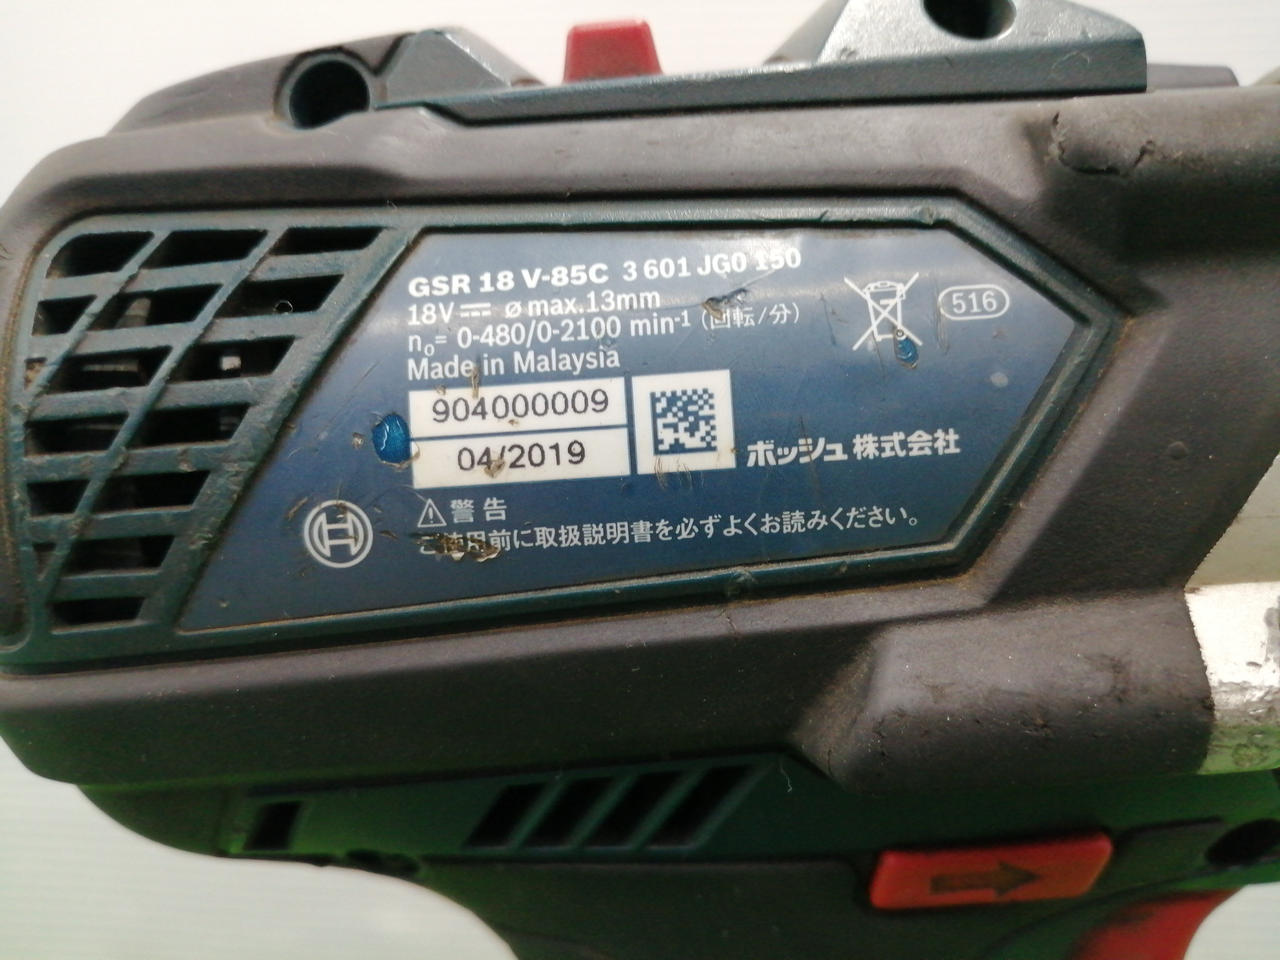 GSR 18 V-85C 3 601 JG0 150
18V ⎓ ø max.13mm
n₀= 0-480/0-2100 min⁻¹ (回転/分)
Made in Malaysia
516
904000009
04/2019
ボッシュ 株式会社
⚠警告
ご使用前に取扱説明書を必ずよくお読みください。